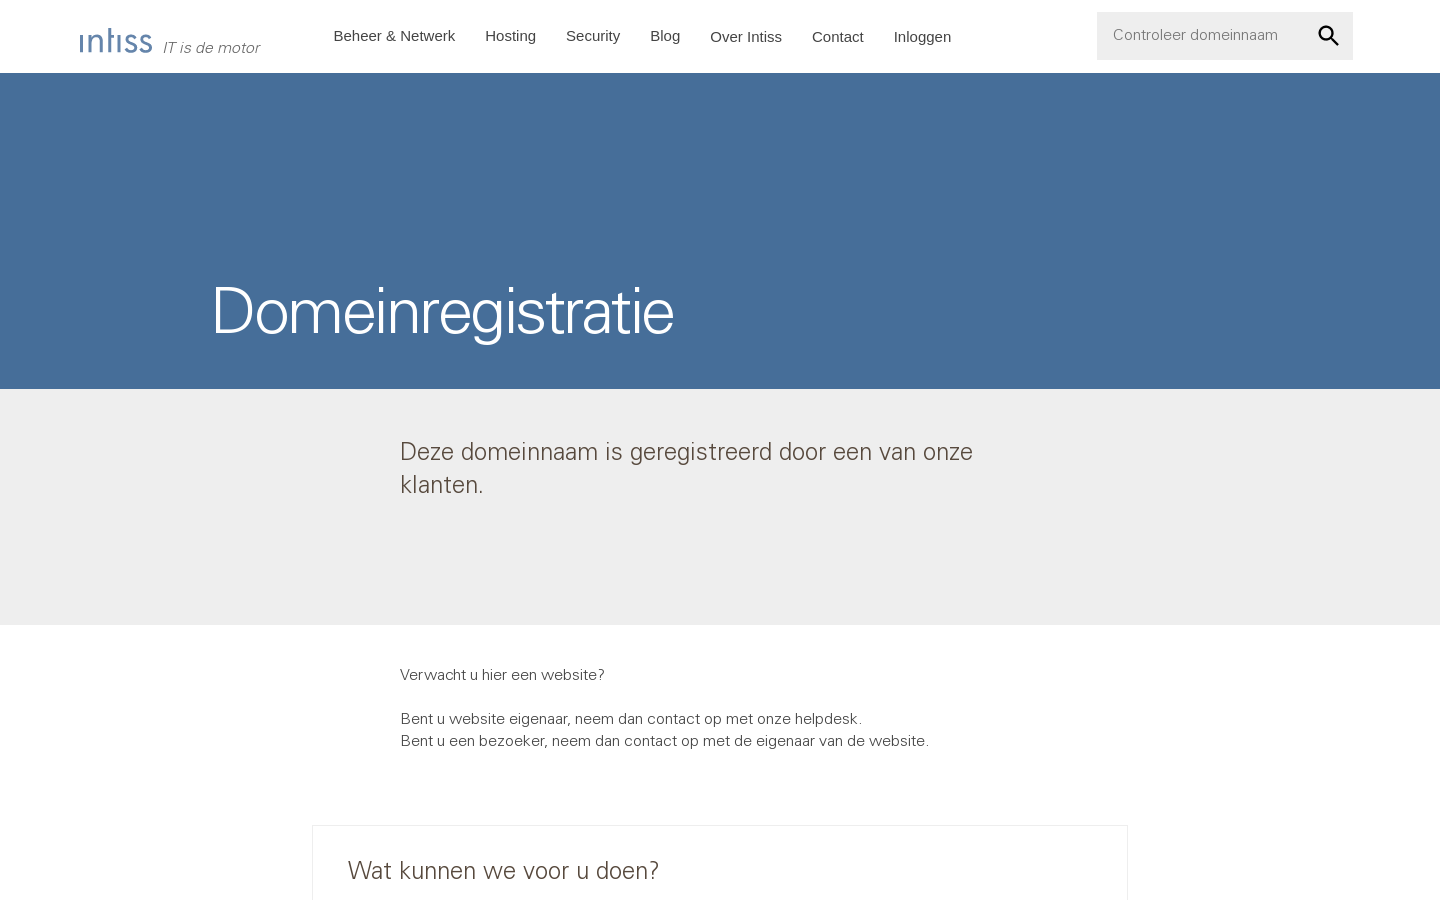 intiss IT is de motor
Beheer & Netwerk Hosting Security Blog Over Intiss Contact Inloggen
Controleer domeinnaam
Domeinregistratie
Deze domeinnaam is geregistreerd door een van onze
klanten.
Verwacht u hier een website?
Bent u website eigenaar, neem dan contact op met onze helpdesk.
Bent u een bezoeker, neem dan contact op met de eigenaar van de website.
Wat kunnen we voor u doen?